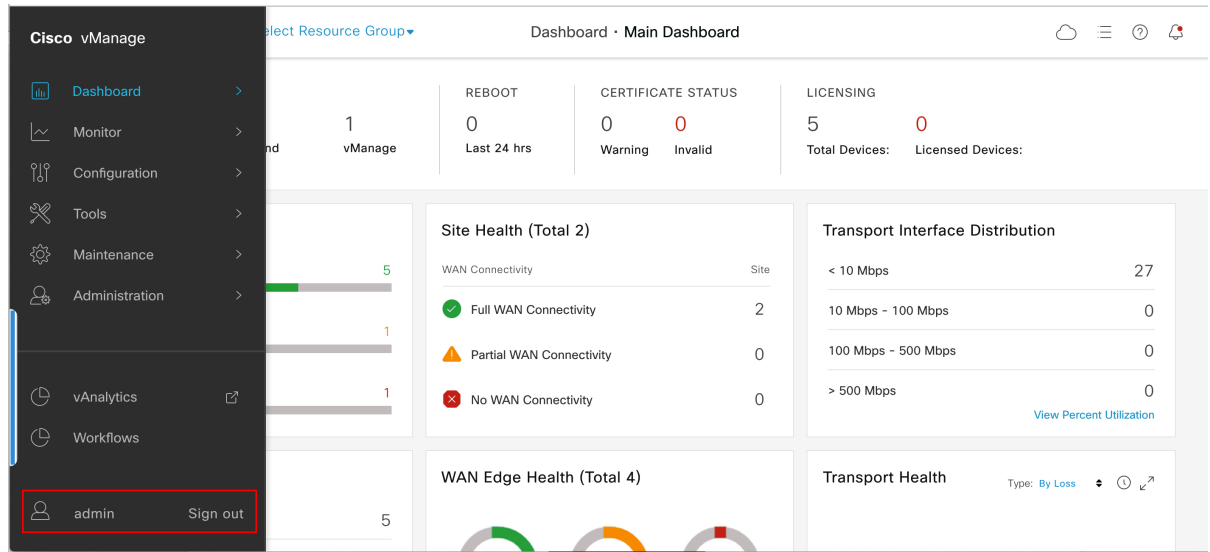 Cisco vManage
Dashboard
Monitor
Configuration
Tools
Maintenance
Administration
vAnalytics
Workflows
admin Sign out
elect Resource Group
Dashboard · Main Dashboard
1
nd vManage
REBOOT
0
Last 24 hrs
CERTIFICATE STATUS
0 0
Warning Invalid
LICENSING
5 0
Total Devices: Licensed Devices:
5
1
1
Site Health (Total 2)
WAN Connectivity Site
Full WAN Connectivity 2
Partial WAN Connectivity 0
No WAN Connectivity 0
Transport Interface Distribution
< 10 Mbps 27
10 Mbps - 100 Mbps 0
100 Mbps - 500 Mbps 0
> 500 Mbps 0
View Percent Utilization
5
WAN Edge Health (Total 4)
Transport Health
Type: By Loss